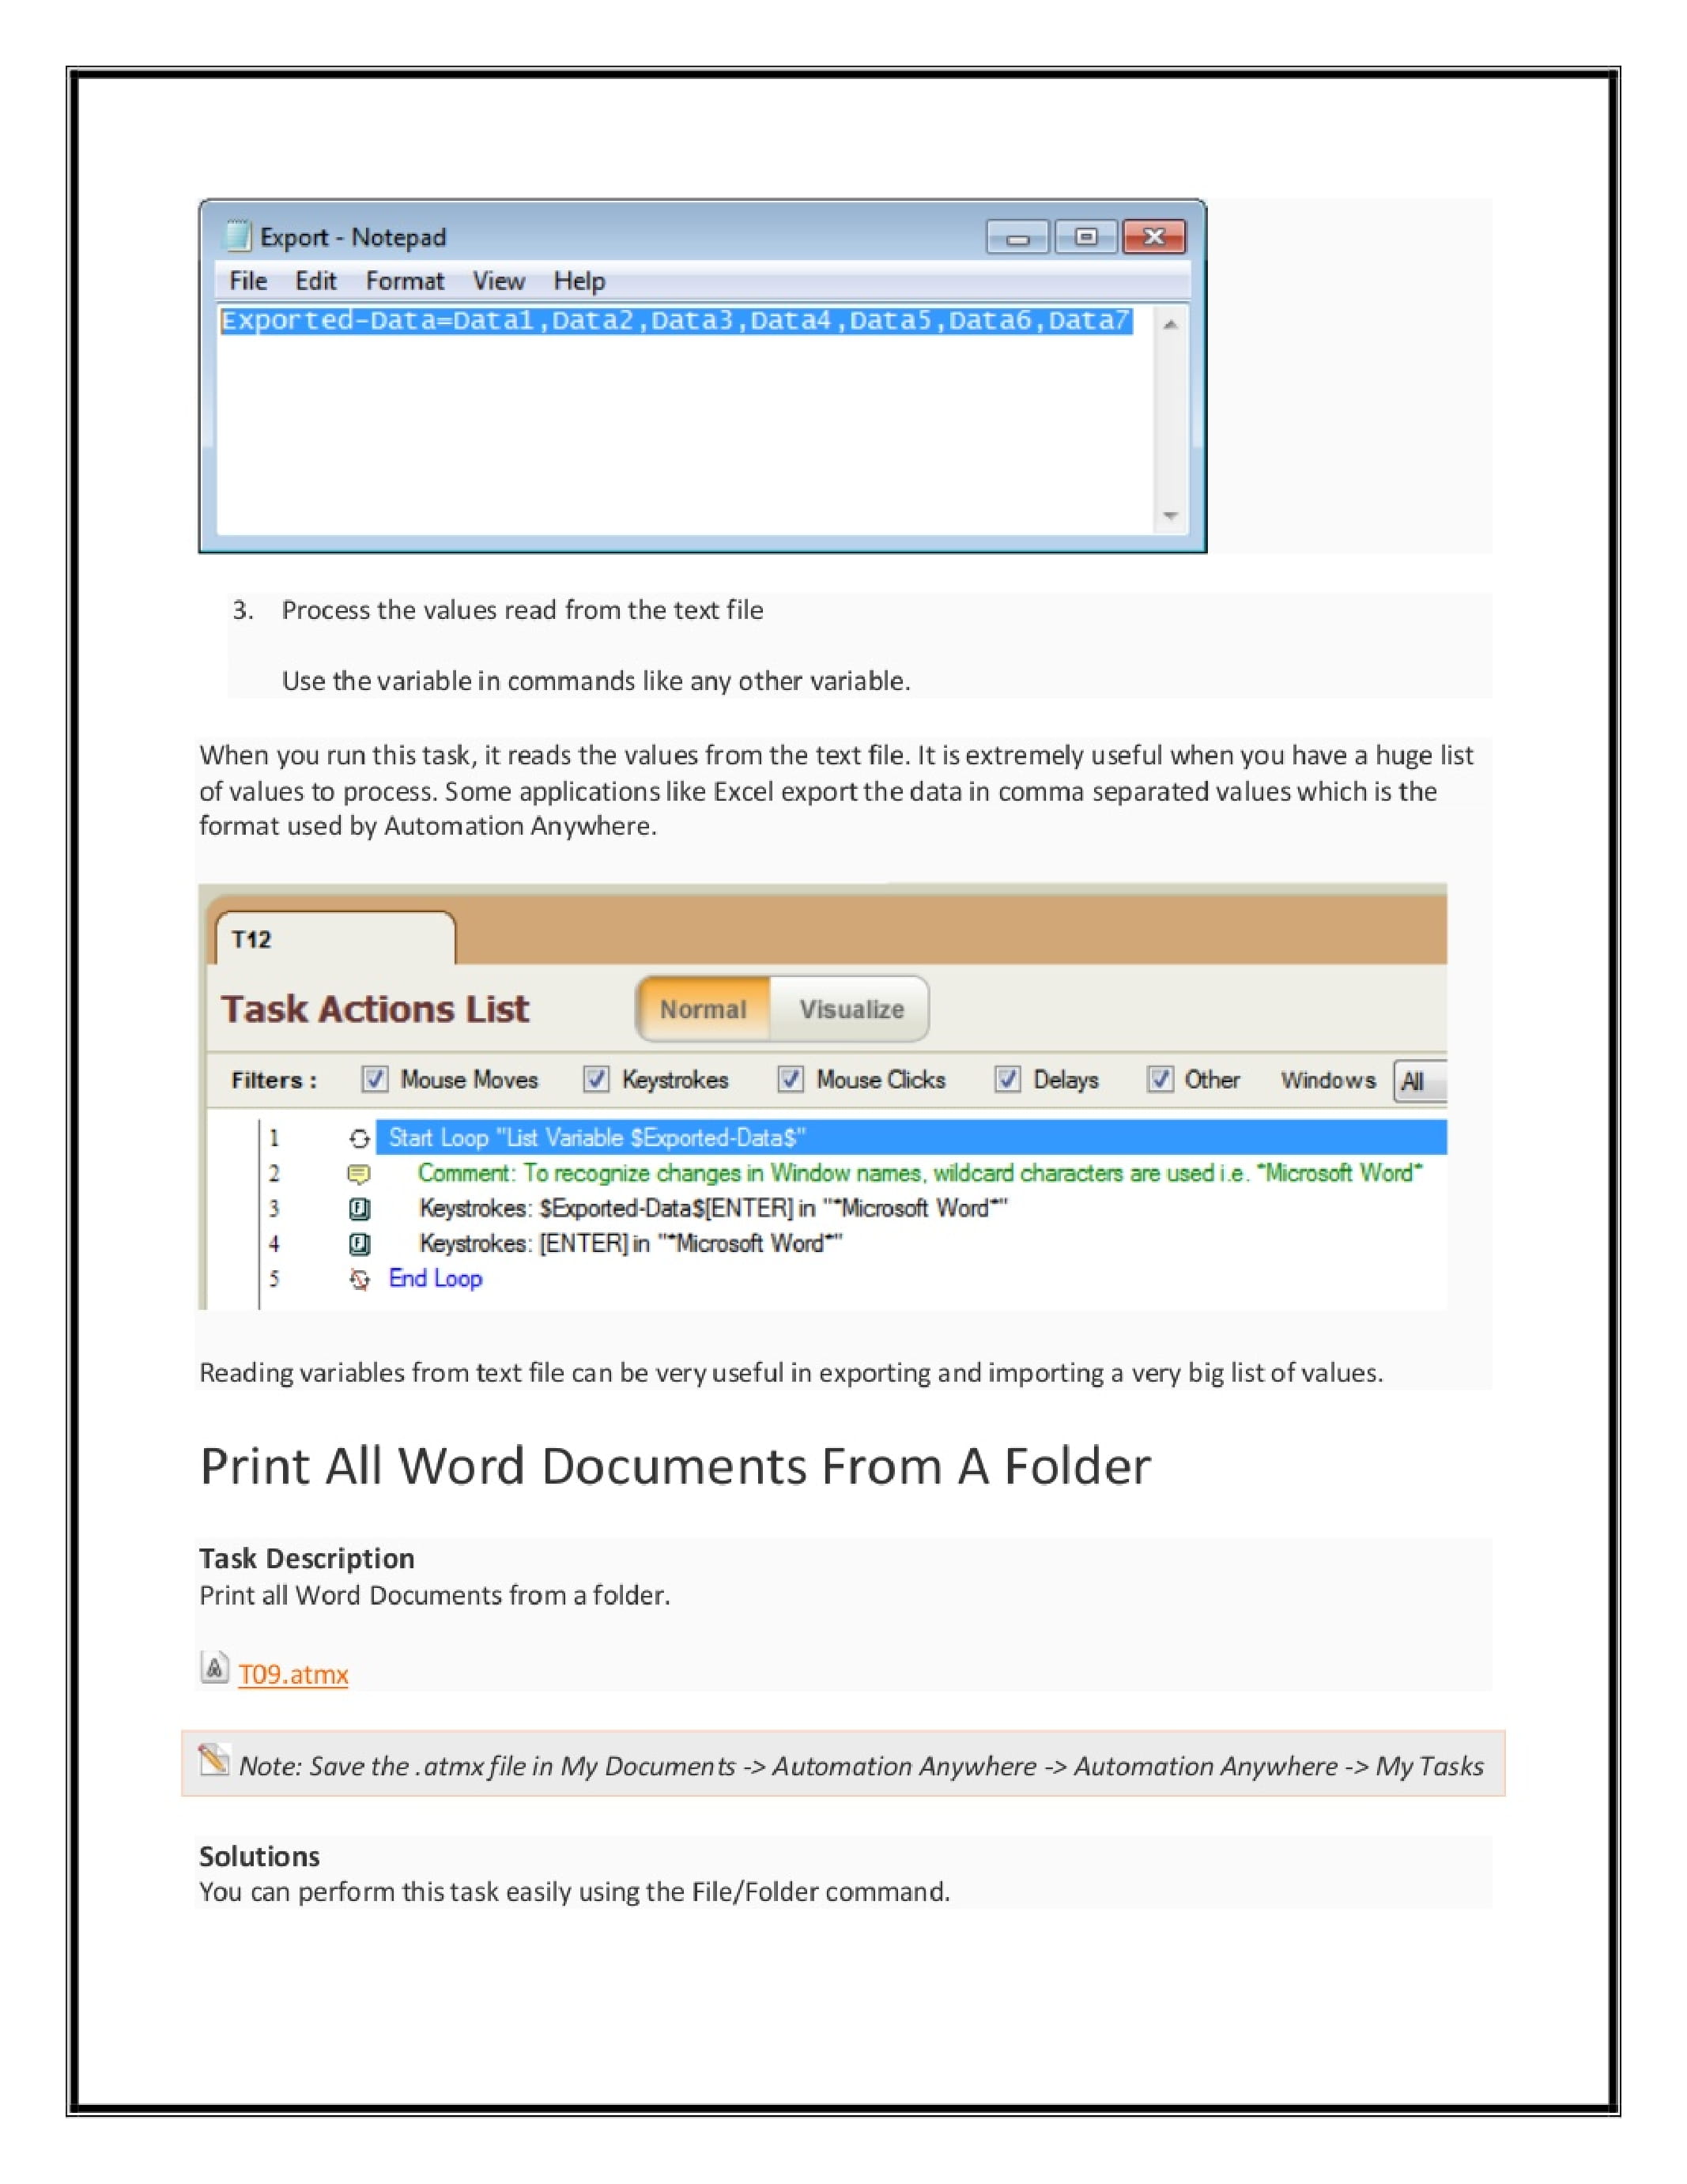 Export - Notepad
File Edit Format View Help
Exported-Data=Data1,Data2,Data3,Data4,Data5,Data6,Data7
3. Process the values read from the text file
Use the variable in commands like any other variable.
When you run this task, it reads the values from the text file. It is extremely useful when you have a huge list
of values to process. Some applications like Excel export the data in comma separated values which is the
format used by Automation Anywhere.
T12
Task Actions List Normal Visualize
Filters : Mouse Moves Keystrokes Mouse Clicks Delays Other Windows All
1 Start Loop "List Variable $Exported-Data$"
2 Comment: To recognize changes in Window names, wildcard characters are used i.e. *Microsoft Word*
3 Keystrokes: $Exported-Data$[ENTER] in "*Microsoft Word*"
4 Keystrokes: [ENTER] in "*Microsoft Word*"
5 End Loop
Reading variables from text file can be very useful in exporting and importing a very big list of values.
Print All Word Documents From A Folder
Task Description
Print all Word Documents from a folder.
T09.atmx
Note: Save the .atmx file in My Documents -> Automation Anywhere -> Automation Anywhere -> My Tasks
Solutions
You can perform this task easily using the File/Folder command.